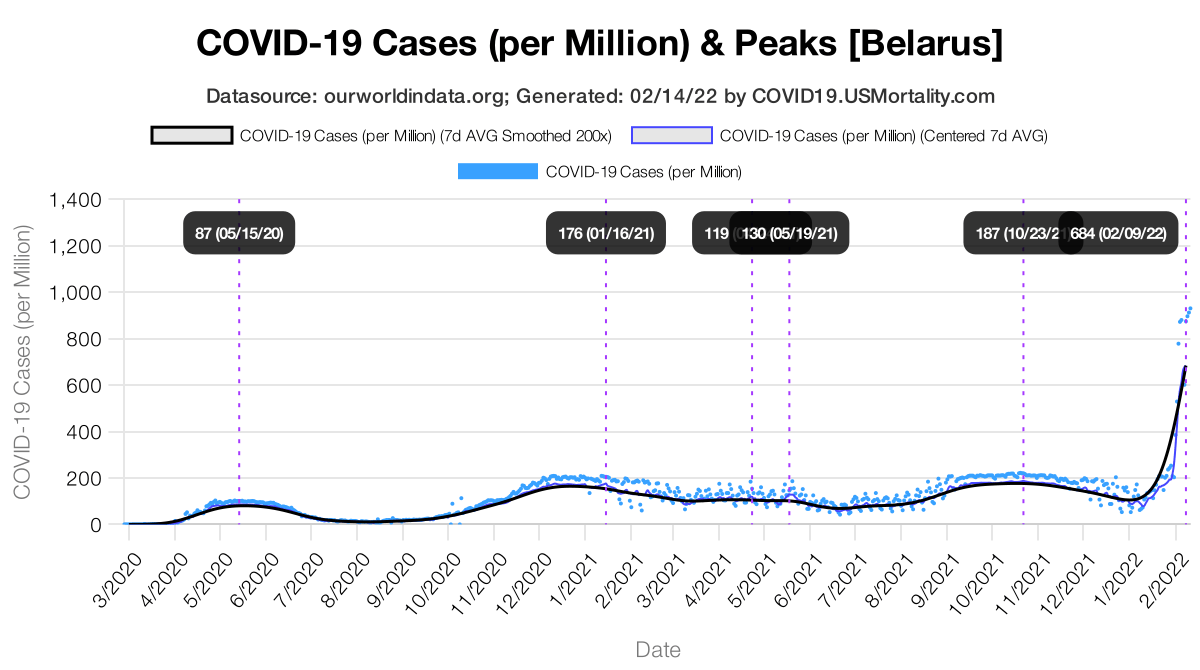 COVID-19 Cases (per Million) & Peaks [Belarus]
Datasource: ourworldindata.org; Generated: 02/14/22 by COVID19.USMortality.com
COVID-19 Cases (per Million) (7d AVG Smoothed 200x) COVID-19 Cases (per Million) (Centered 7d AVG)
COVID-19 Cases (per Million)
COVID-19 Cases (per Million)
1,400
1,200
1,000
800
600
400
200
0
87 (05/15/20) 176 (01/16/21) 119 130 (05/19/21) 187 (10/23/21) 684 (02/09/22)
3/2020 4/2020 5/2020 6/2020 7/2020 8/2020 9/2020 10/2020 11/2020 12/2020 1/2021 2/2021 3/2021 4/2021 5/2021 6/2021 7/2021 8/2021 9/2021 10/2021 11/2021 12/2021 1/2022 2/2022
Date